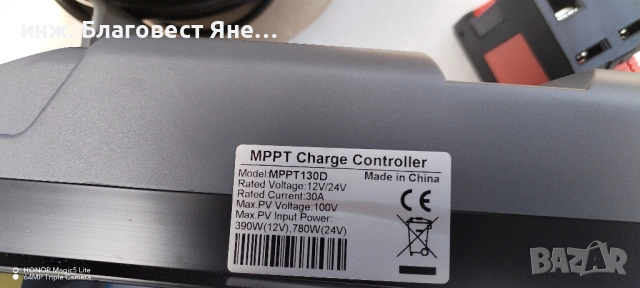 инж. Благовест Яне...
MPPT Charge Controller
Model:MPPT130D Made in China
Rated Voltage:12V/24V
Rated Current:30A
Max.PV Voltage: 100V
Max.PV Input Power:
390W(12V),780W(24V)
CE
HONOR Magic5 Lite
64MP Triple Camera
BAZAR